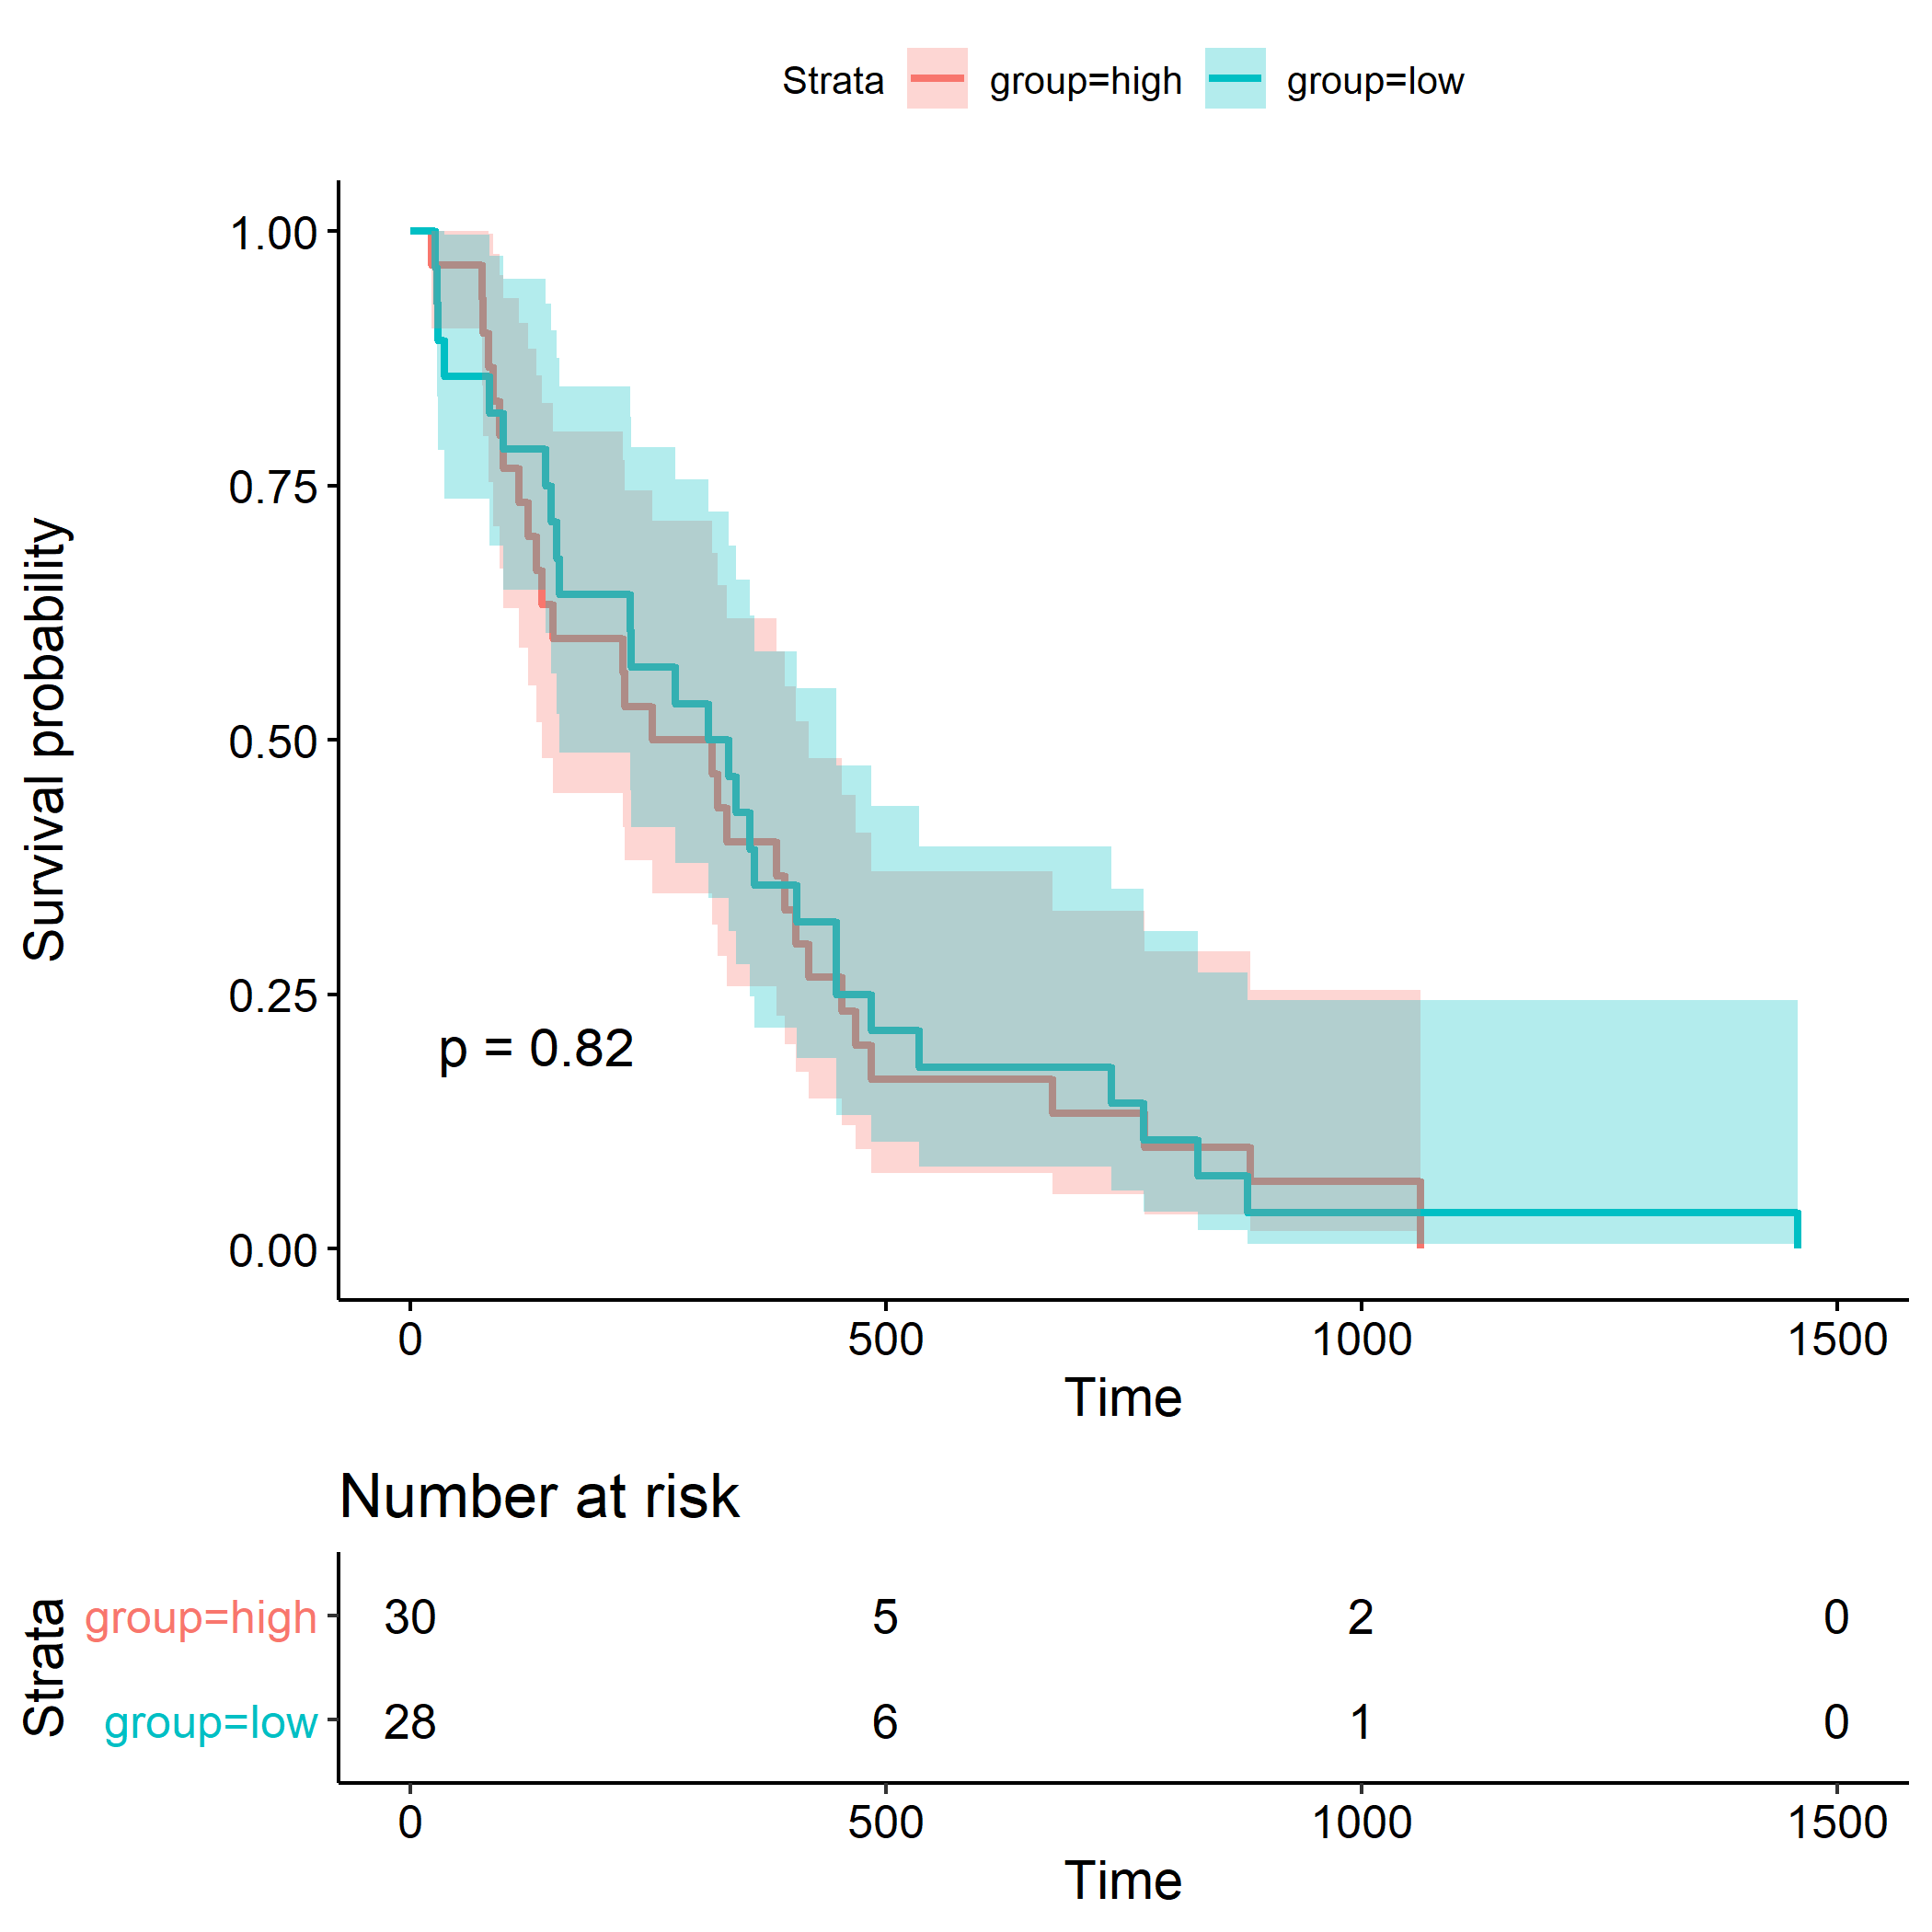 Strata group=high group=low
Survival probability
1.00
0.75
0.50
0.25
0.00
p = 0.82
0 500 1000 1500
Time
Number at risk
Strata
group=high 30 5 2 0
group=low 28 6 1 0
0 500 1000 1500
Time